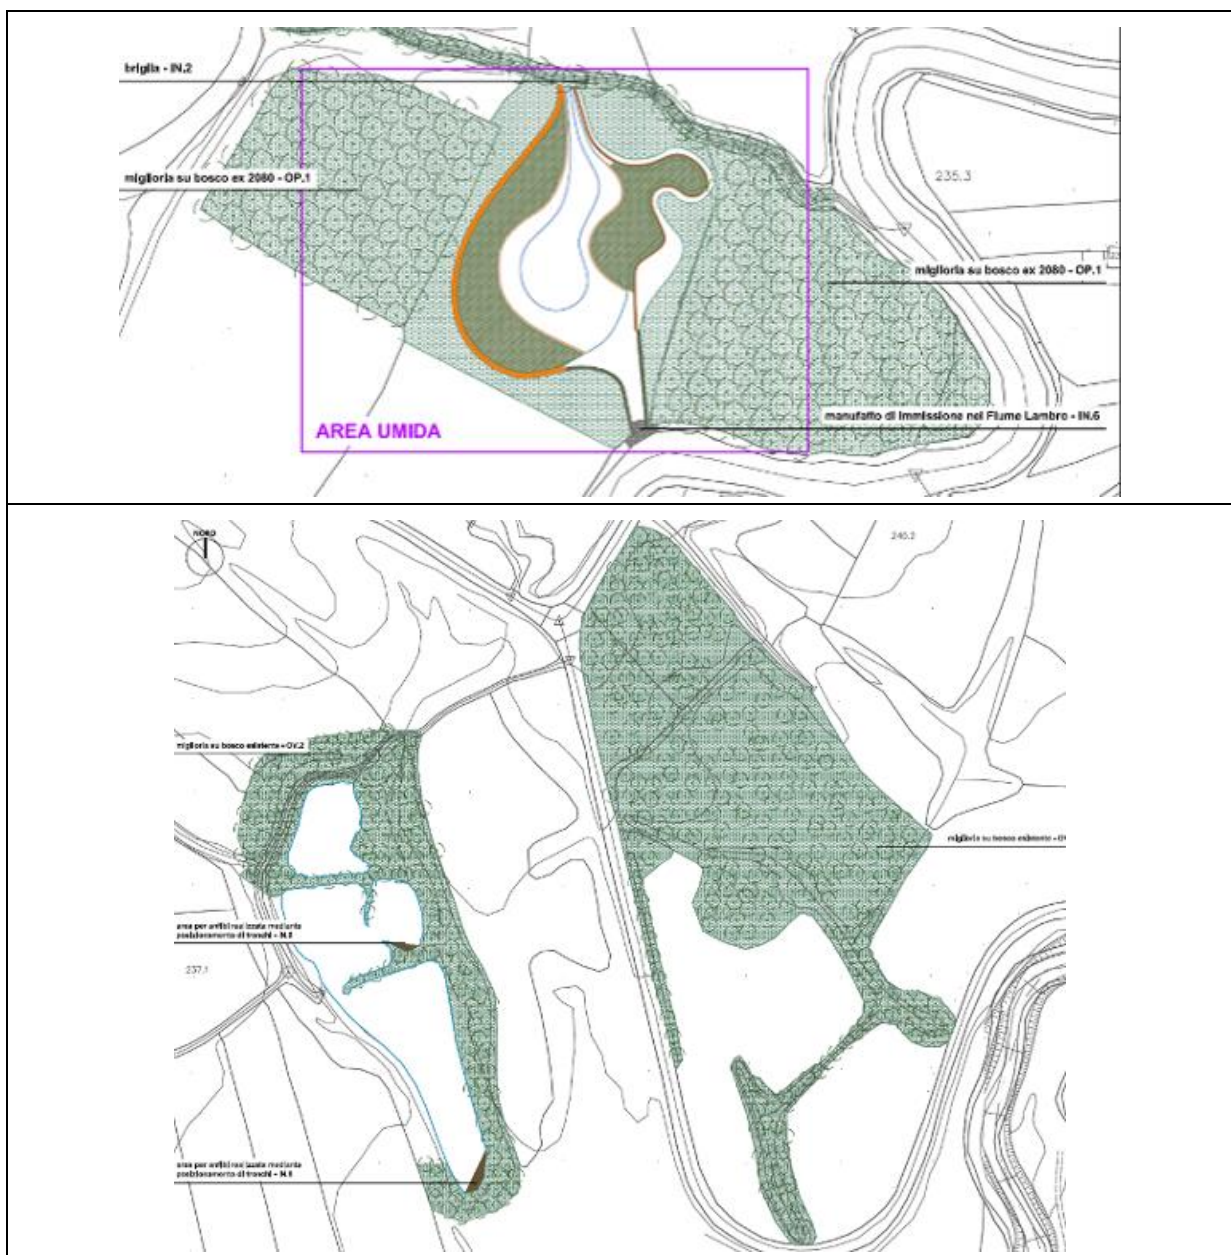 briglia - IN.2
miglioria su bosco ex 2080 - OP.1
235.3
miglioria su bosco ex 2080 - OP.1
manufatto di immissione nel Fiume Lambro - IN.6
AREA UMIDA
NORD
240.2
miglioria su bosco esistente - OV.2
miglioria su bosco esistente - OV
area per anfibi realizzata mediante
posizionamento di tronchi -
237.1
area per anfibi realizzata mediante
posizionamento di tronchi -